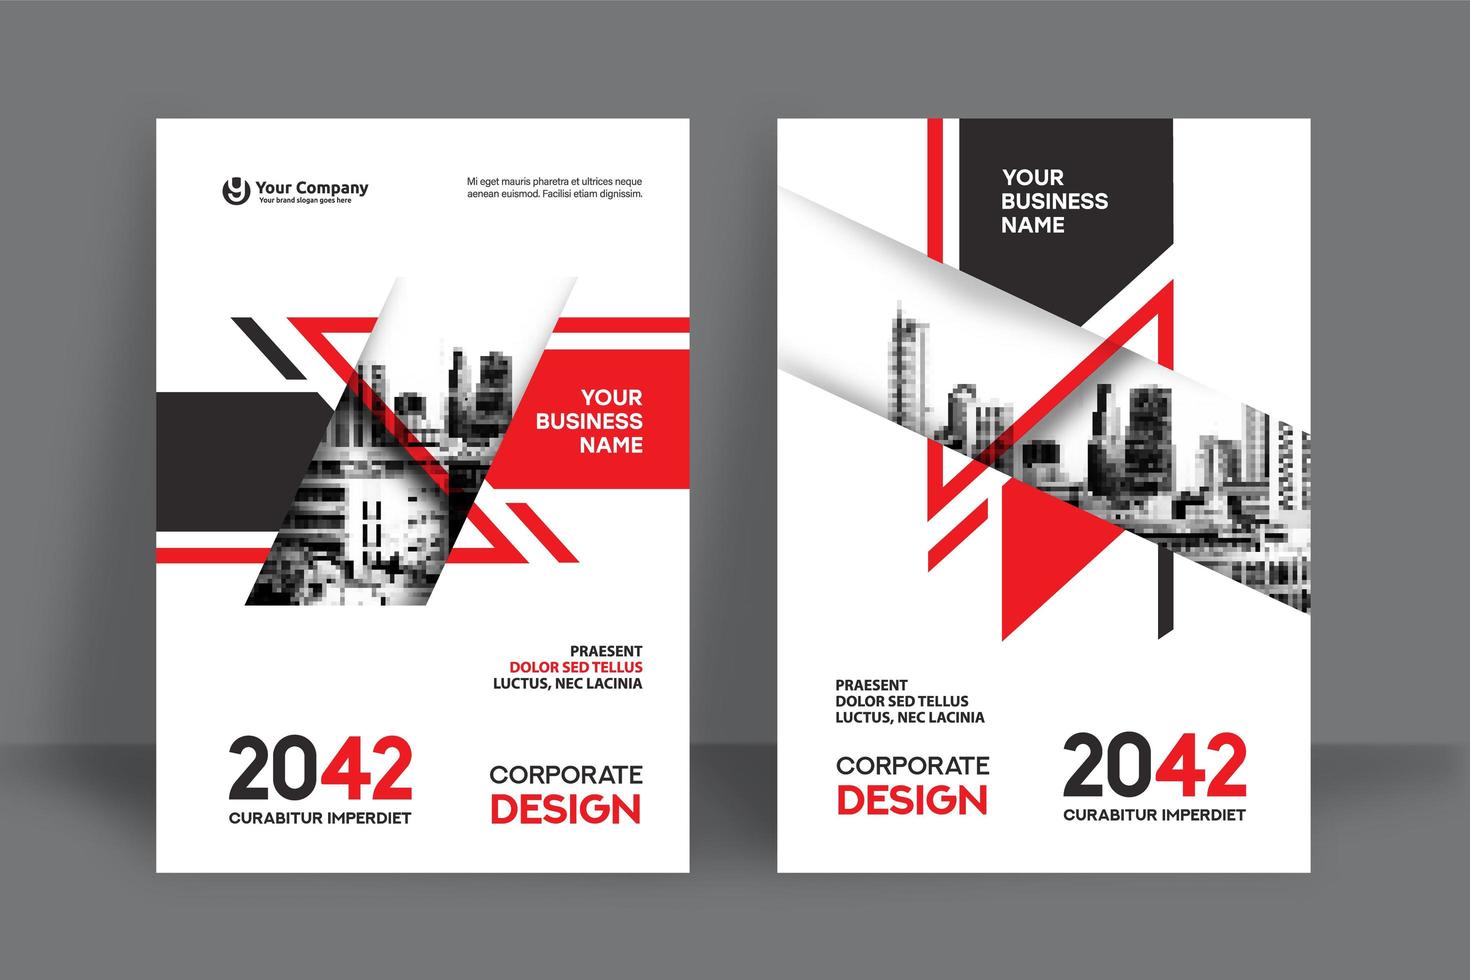 Your Company
Your brand slogan goes here
Mi eget mauris pharetra et ultrices neque
aenean euismod. Facilisi etiam dignissim.
YOUR
BUSINESS
NAME
PRAESENT
DOLOR SED TELLUS
LUCTUS, NEC LACINIA
2042
CURABITUR IMPERDIET
CORPORATE
DESIGN
YOUR
BUSINESS
NAME
PRAESENT
DOLOR SED TELLUS
LUCTUS, NEC LACINIA
CORPORATE
DESIGN
2042
CURABITUR IMPERDIET